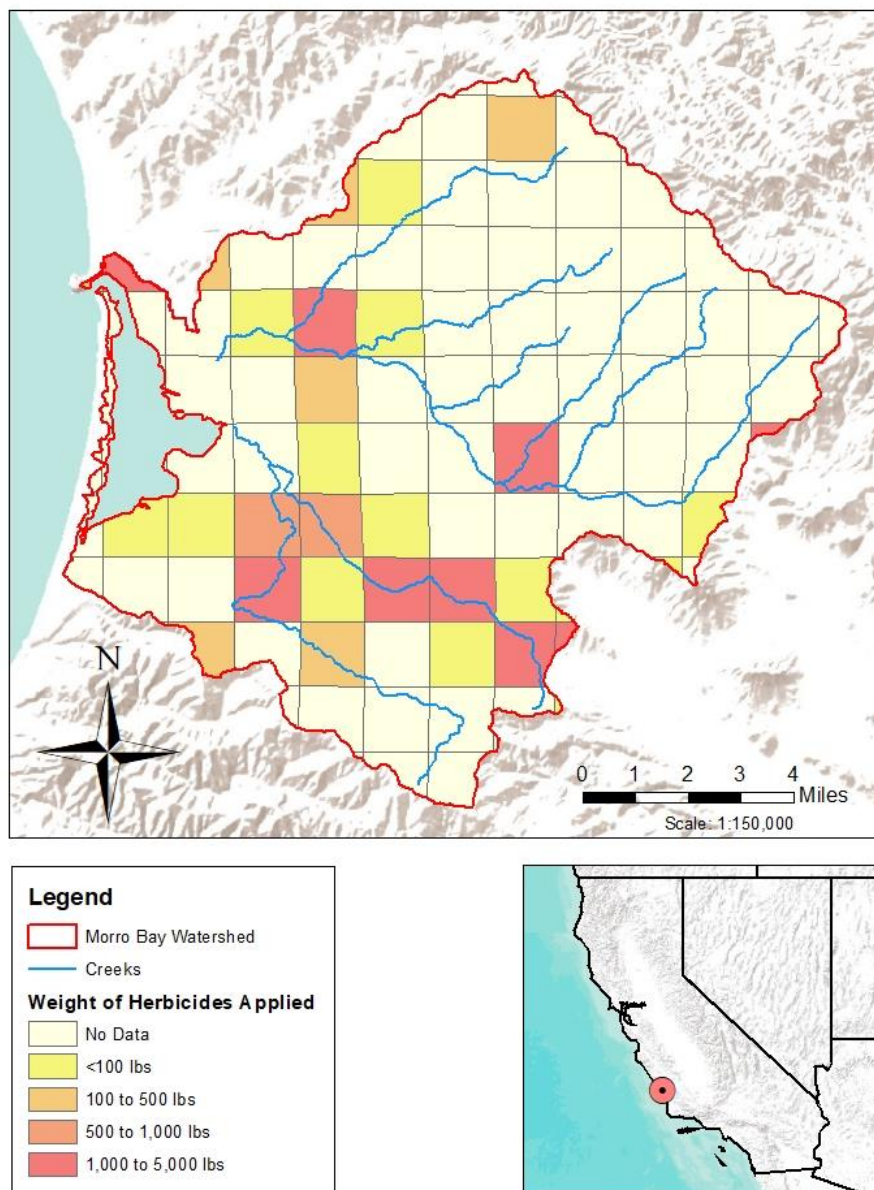 N
0 1 2 3 4
Miles
Scale: 1:150,000
Legend
Morro Bay Watershed
Creeks
Weight of Herbicides Applied
No Data
<100 lbs
100 to 500 lbs
500 to 1,000 lbs
1,000 to 5,000 lbs